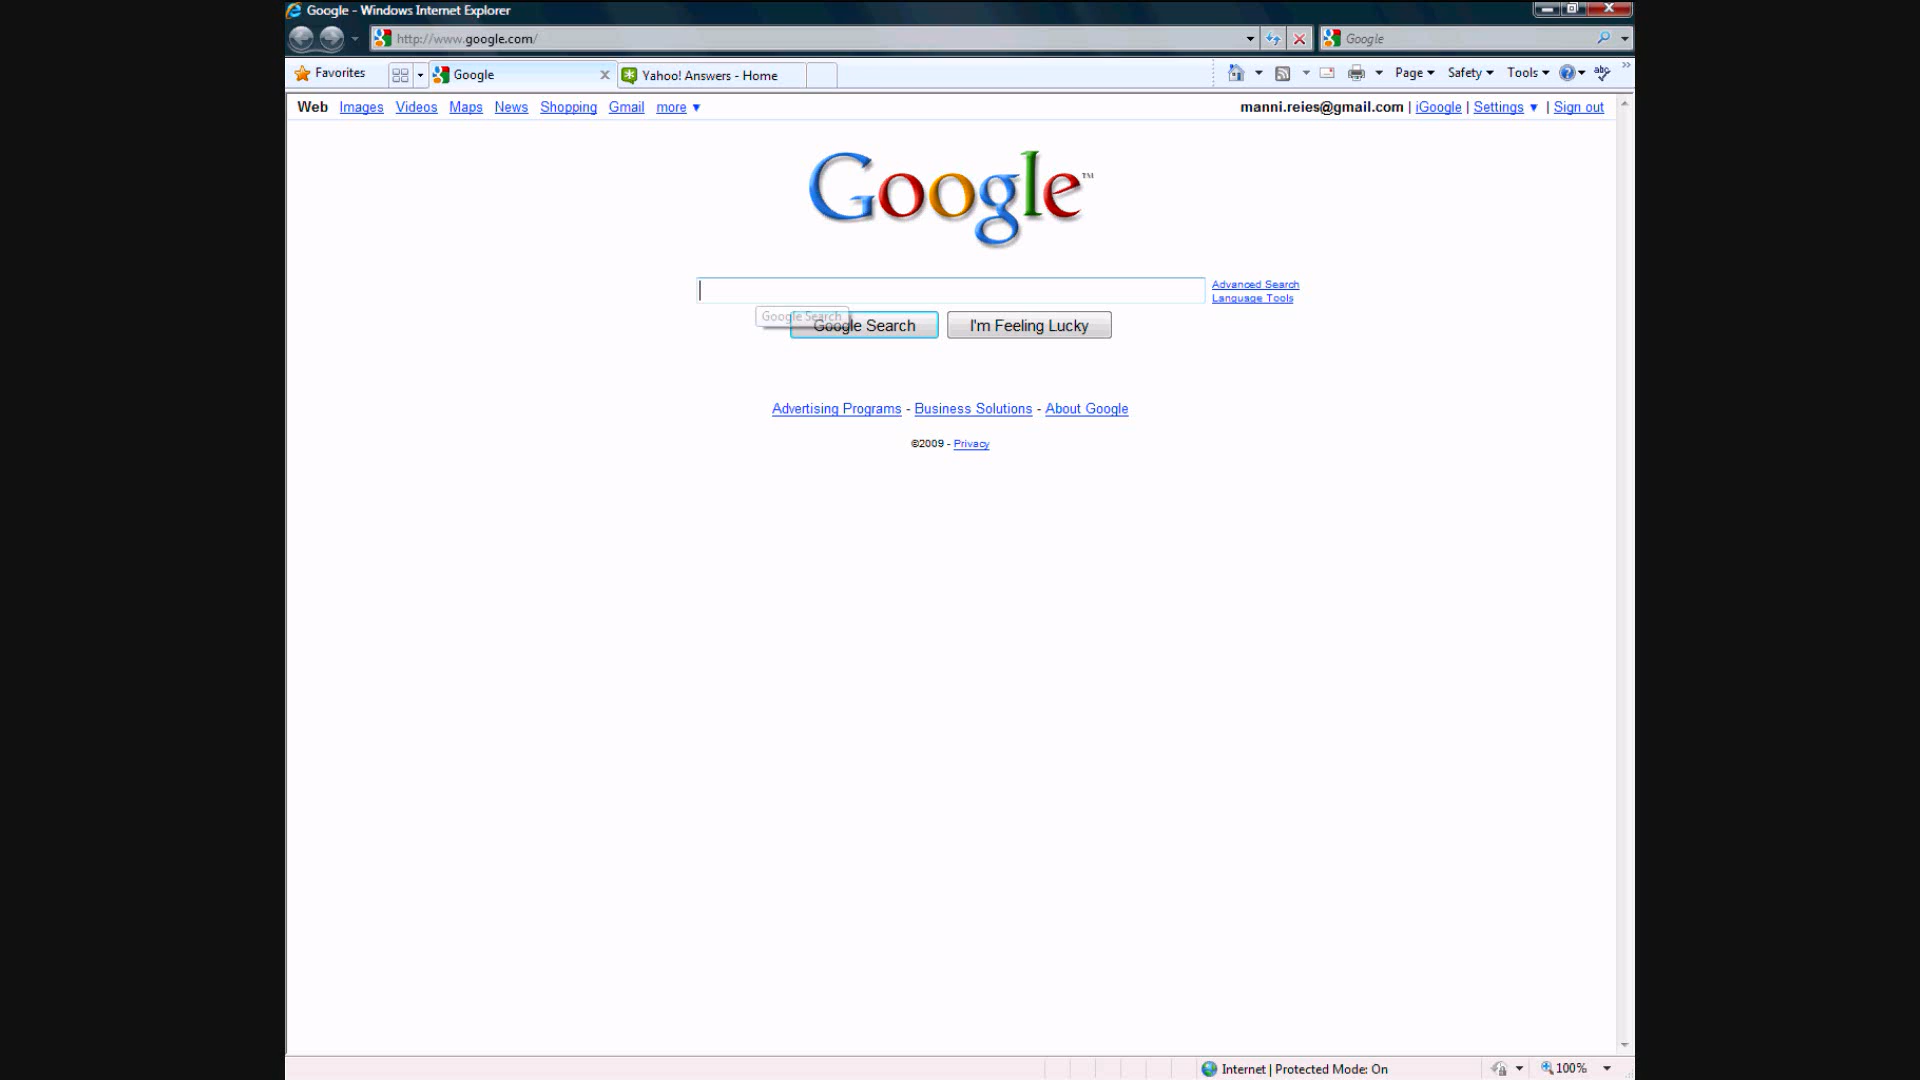 Google - Windows Internet Explorer
http://www.google.com/
Google
Favorites
Google
Yahoo! Answers - Home
Page
Safety
Tools
Web Images Videos Maps News Shopping Gmail more ▼
manni.reies@gmail.com | iGoogle | Settings ▼ | Sign out
Google™
Advanced Search
Language Tools
Google Search
Google Search
I'm Feeling Lucky
Advertising Programs - Business Solutions - About Google
©2009 - Privacy
Internet | Protected Mode: On
100%